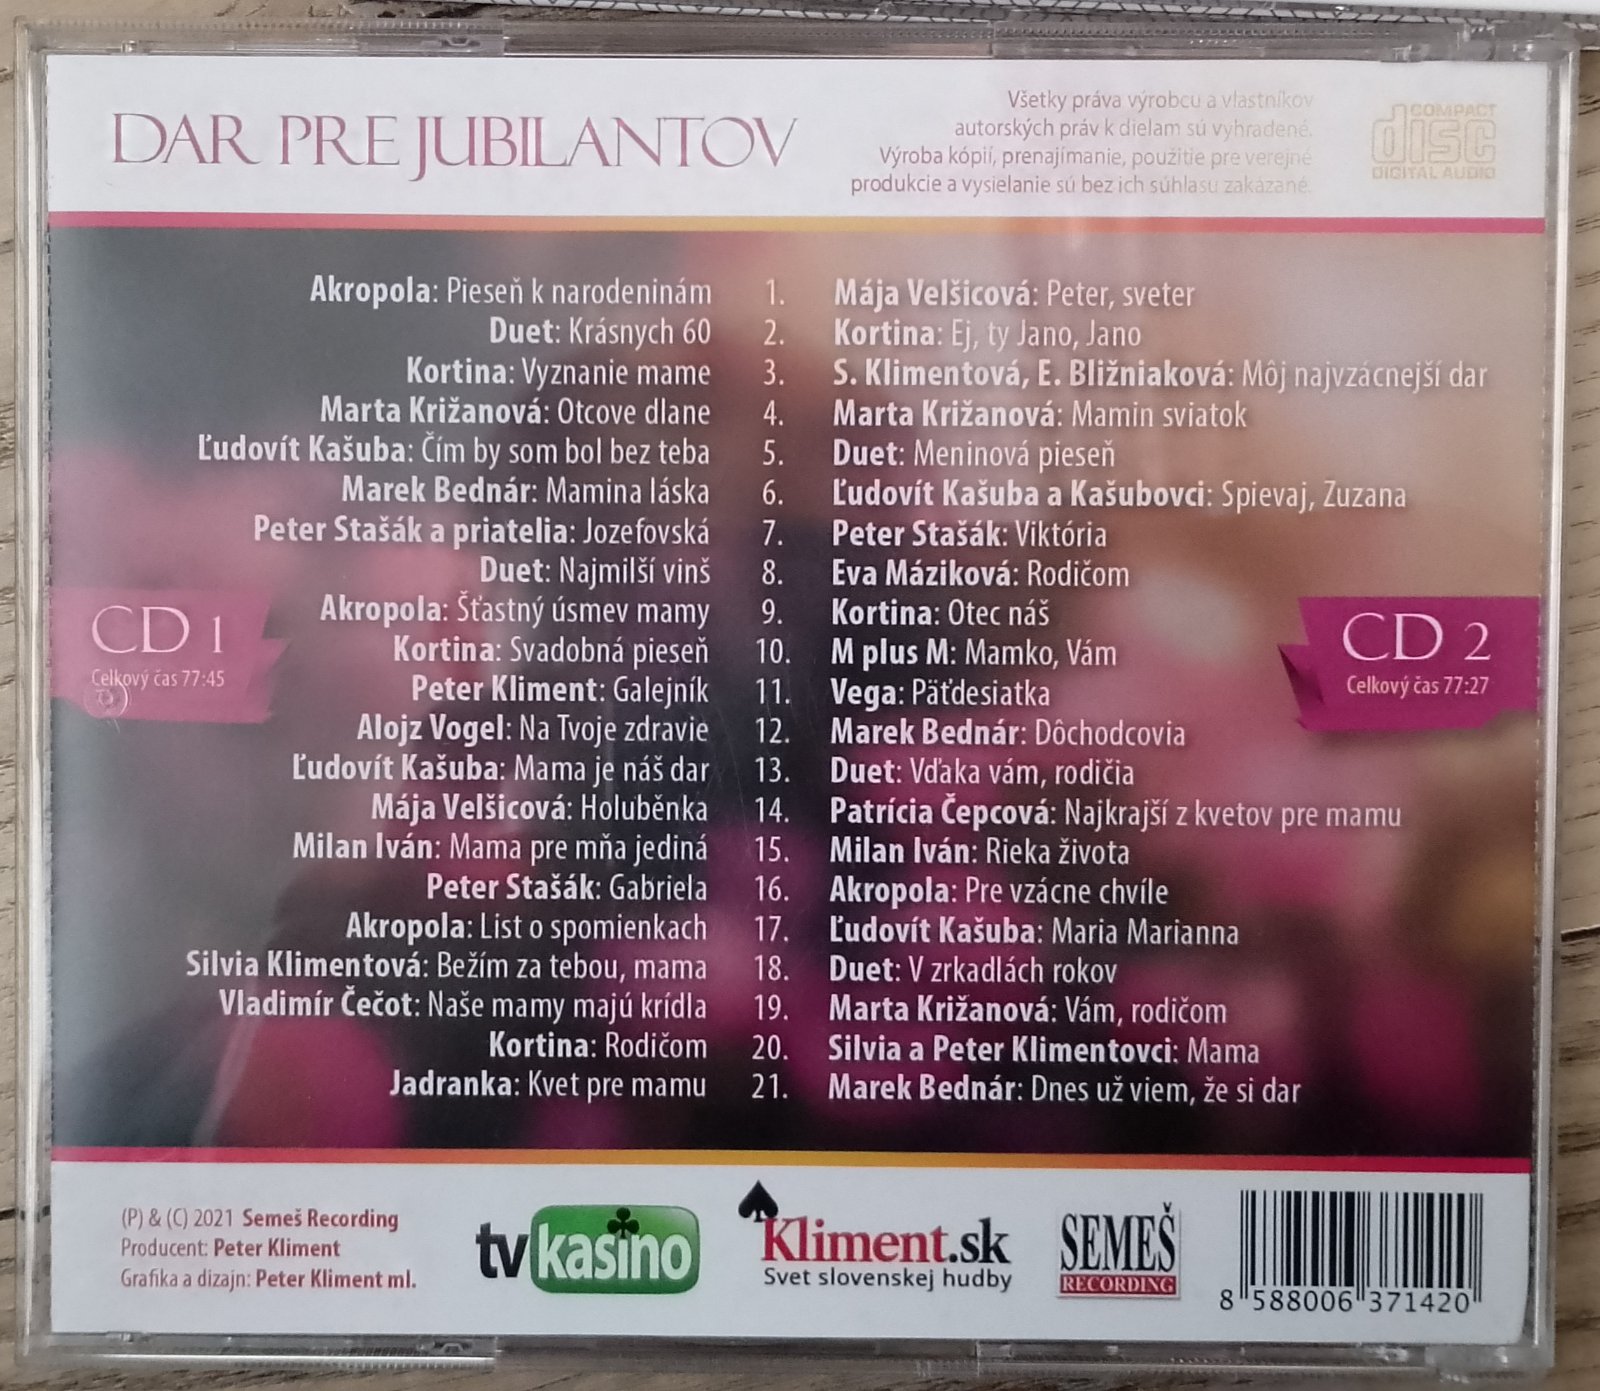 DAR PRE JUBILANTOV
Všetky práva výrobcu a vlastníkov
autorských práv k dielam sú vyhradené.
Výroba kópií, prenajímanie, použitie pre verejné
produkcie a vysielanie sú bez ich súhlasu zakázané.
COMPACT
disc
DIGITAL AUDIO
CD 1
Celkový čas 77:45
Akropola: Pieseň k narodeninám 1. Mája Velšicová: Peter, sveter
Duet: Krásnych 60 2. Kortina: Ej, ty Jano, Jano
Kortina: Vyznanie mame 3. S. Klimentová, E. Bližniaková: Môj najvzácnejší dar
Marta Križanová: Otcove dlane 4. Marta Križanová: Mamin sviatok
Ľudovít Kašuba: Čím by som bol bez teba 5. Duet: Meninová pieseň
Marek Bednár: Mamina láska 6. Ľudovít Kašuba a Kašubovci: Spievaj, Zuzana
Peter Stašák a priatelia: Jozefovská 7. Peter Stašák: Viktória
Duet: Najmilší vinš 8. Eva Máziková: Rodičom
Akropola: Šťastný úsmev mamy 9. Kortina: Otec náš
Kortina: Svadobná pieseň 10. M plus M: Mamko, Vám
Peter Kliment: Galejník 11. Vega: Päťdesiatka
Alojz Vogel: Na Tvoje zdravie 12. Marek Bednár: Dôchodcovia
Ľudovít Kašuba: Mama je náš dar 13. Duet: Vďaka vám, rodičia
Mája Velšicová: Holuběnka 14. Patrícia Čepcová: Najkrajší z kvetov pre mamu
Milan Iván: Mama pre mňa jediná 15. Milan Iván: Rieka života
Peter Stašák: Gabriela 16. Akropola: Pre vzácne chvíle
Akropola: List o spomienkach 17. Ľudovít Kašuba: Maria Marianna
Silvia Klimentová: Bežím za tebou, mama 18. Duet: V zrkadlách rokov
Vladimír Čečot: Naše mamy majú krídla 19. Marta Križanová: Vám, rodičom
Kortina: Rodičom 20. Silvia a Peter Klimentovci: Mama
Jadranka: Kvet pre mamu 21. Marek Bednár: Dnes už viem, že si dar
CD 2
Celkový čas 77:27
(P) & (C) 2021 Semeš Recording
Producent: Peter Kliment
Grafika a dizajn: Peter Kliment ml.
tv kasino
Kliment.sk
Svet slovenskej hudby
SEMEŠ
RECORDING
8 588006 371420